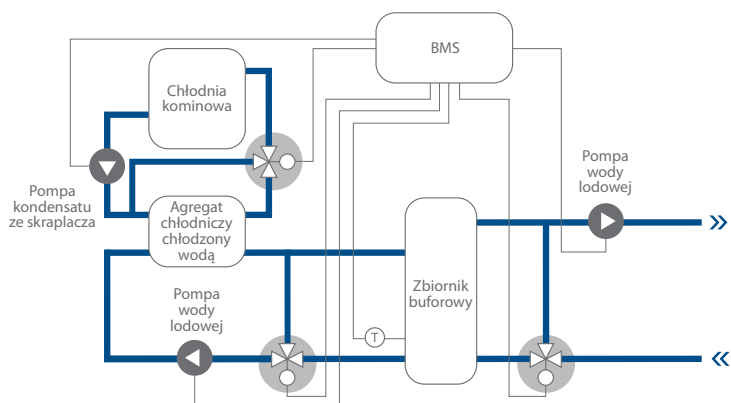 BMS
Chłodnia
kominowa
Pompa
wody
lodowej
Pompa
kondensatu
ze skraplacza
Agregat
chłodniczy
chłodzony
wodą
Pompa
wody
lodowej
Zbiornik
buforowy
T